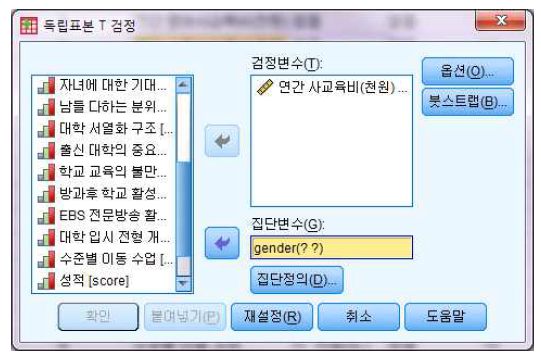 독립표본 T 검정
검정변수(T):
자녀에 대한 기대...
남들 다하는 분위...
대학 서열화 구조 [...
출신 대학의 중요...
학교 교육의 불만...
방과후 학교 활성...
EBS 전문방송 활...
대학 입시 전형 개...
수준별 이동 수업 [...
성적 [score]
연간 사교육비(천원) ...
옵션(O)...
붓스트랩(B)...
집단변수(G):
gender(? ?)
집단정의(D)...
확인
붙여넣기(P)
재설정(R)
취소
도움말